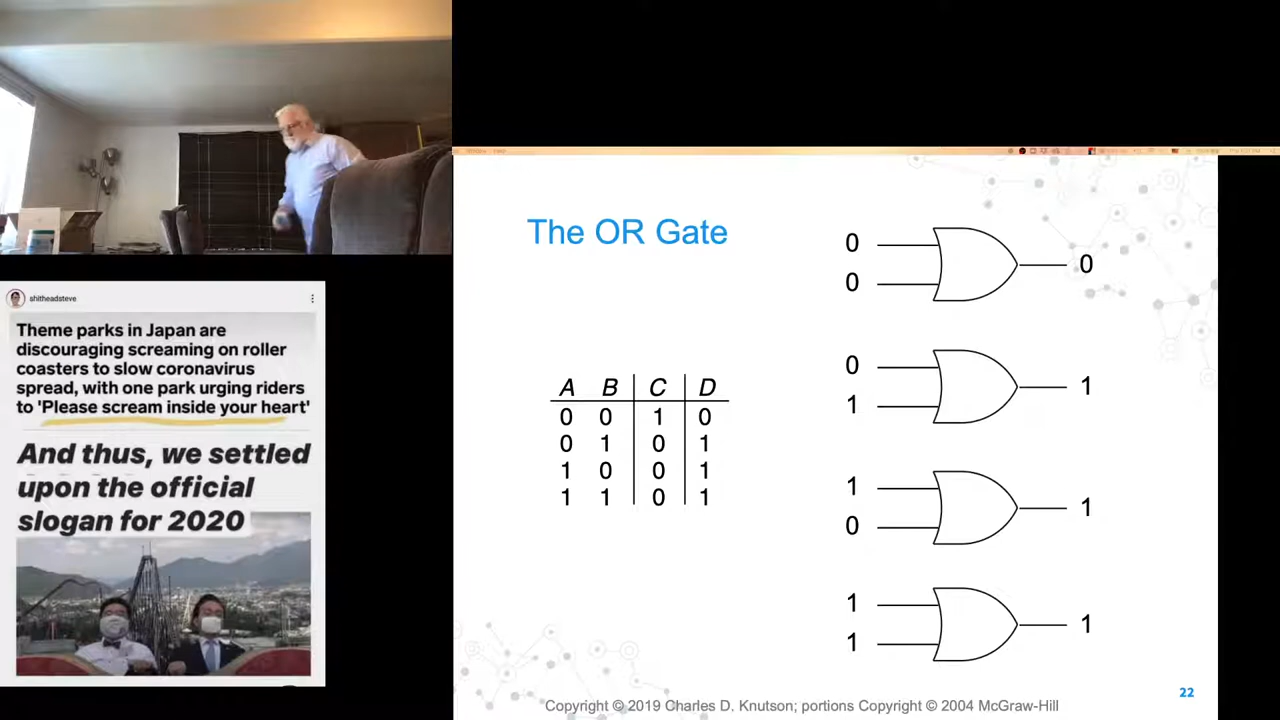 shitheadsteve
Theme parks in Japan are
discouraging screaming on roller
coasters to slow coronavirus
spread, with one park urging riders
to 'Please scream inside your heart'
And thus, we settled
upon the official
slogan for 2020
The OR Gate
A B C D
0 0 1 0
0 1 0 1
1 0 0 1
1 1 0 1
0
0
0
0
1
1
1
0
1
1
1
1
Copyright © 2019 Charles D. Knutson; portions Copyright © 2004 McGraw-Hill
22